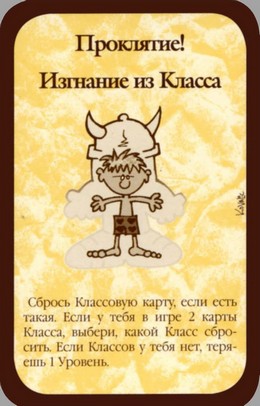 Проклятие!
Изгнание из Класса
Сбрось Классовую карту, если есть
такая. Если у тебя в игре 2 карты
Класса, выбери, какой Класс сбро-
сить. Если Классов у тебя нет, теря-
ешь 1 Уровень.